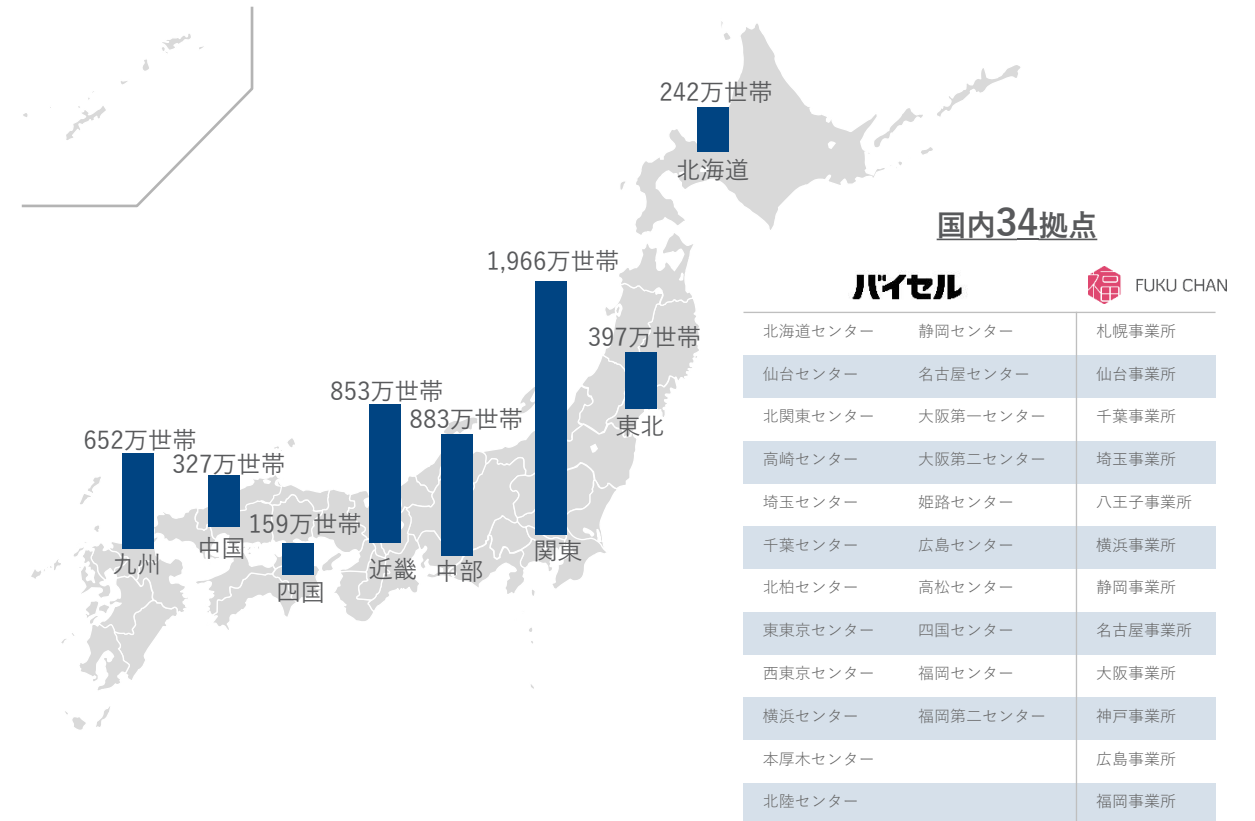 242万世帯
北海道
1,966万世帯
397万世帯
東北
853万世帯
883万世帯
652万世帯
327万世帯
159万世帯
中国
九州
四国
近畿
中部
関東
国内34拠点
バイセル
福 FUKU CHAN
北海道センター 静岡センター 札幌事業所
仙台センター 名古屋センター 仙台事業所
北関東センター 大阪第一センター 千葉事業所
高崎センター 大阪第二センター 埼玉事業所
埼玉センター 姫路センター 八王子事業所
千葉センター 広島センター 横浜事業所
北柏センター 高松センター 静岡事業所
東東京センター 四国センター 名古屋事業所
西東京センター 福岡センター 大阪事業所
横浜センター 福岡第二センター 神戸事業所
本厚木センター 広島事業所
北陸センター 福岡事業所